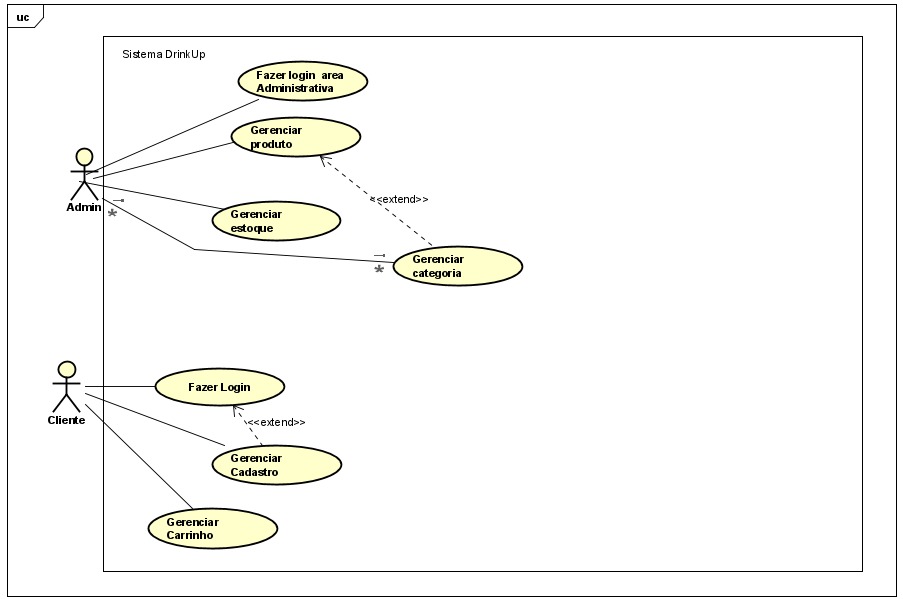 uc
Sistema DrinkUp
Fazer login area
Administrativa
Gerenciar
produto
<<extend>>
Admin
*
Gerenciar
estoque
*
Gerenciar
categoria
Fazer Login
Cliente
<<extend>>
Gerenciar
Cadastro
Gerenciar
Carrinho